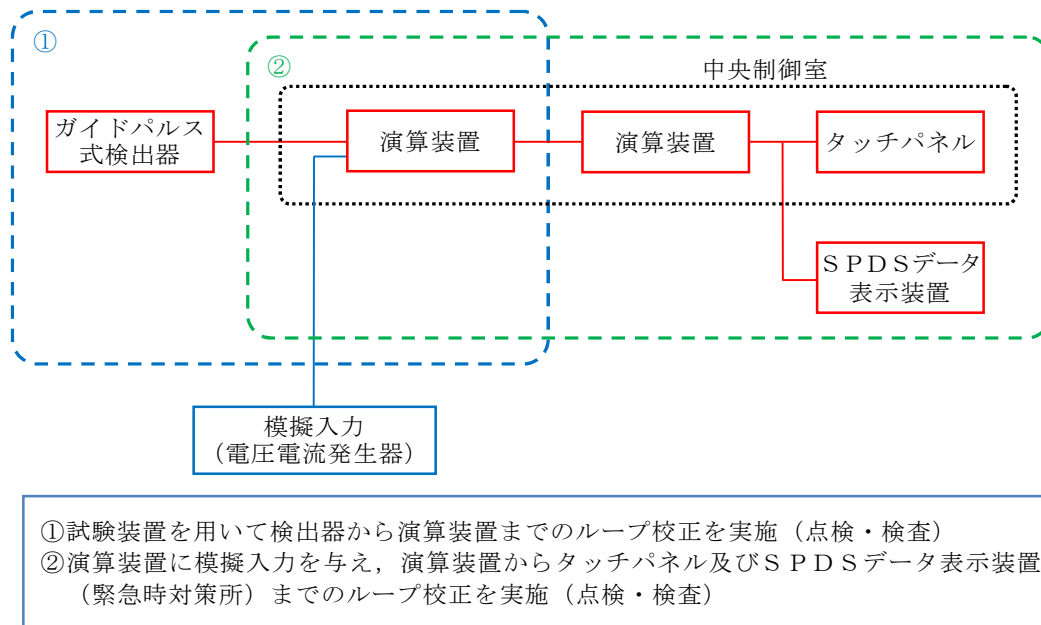 ①
②
中央制御室
ガイドパルス
式検出器
演算装置
演算装置
タッチパネル
ＳＰＤＳデータ
表示装置
模擬入力
（電圧電流発生器）
①試験装置を用いて検出器から演算装置までのループ校正を実施（点検・検査）
②演算装置に模擬入力を与え，演算装置からタッチパネル及びＳＰＤＳデータ表示装置
（緊急時対策所）までのループ校正を実施（点検・検査）